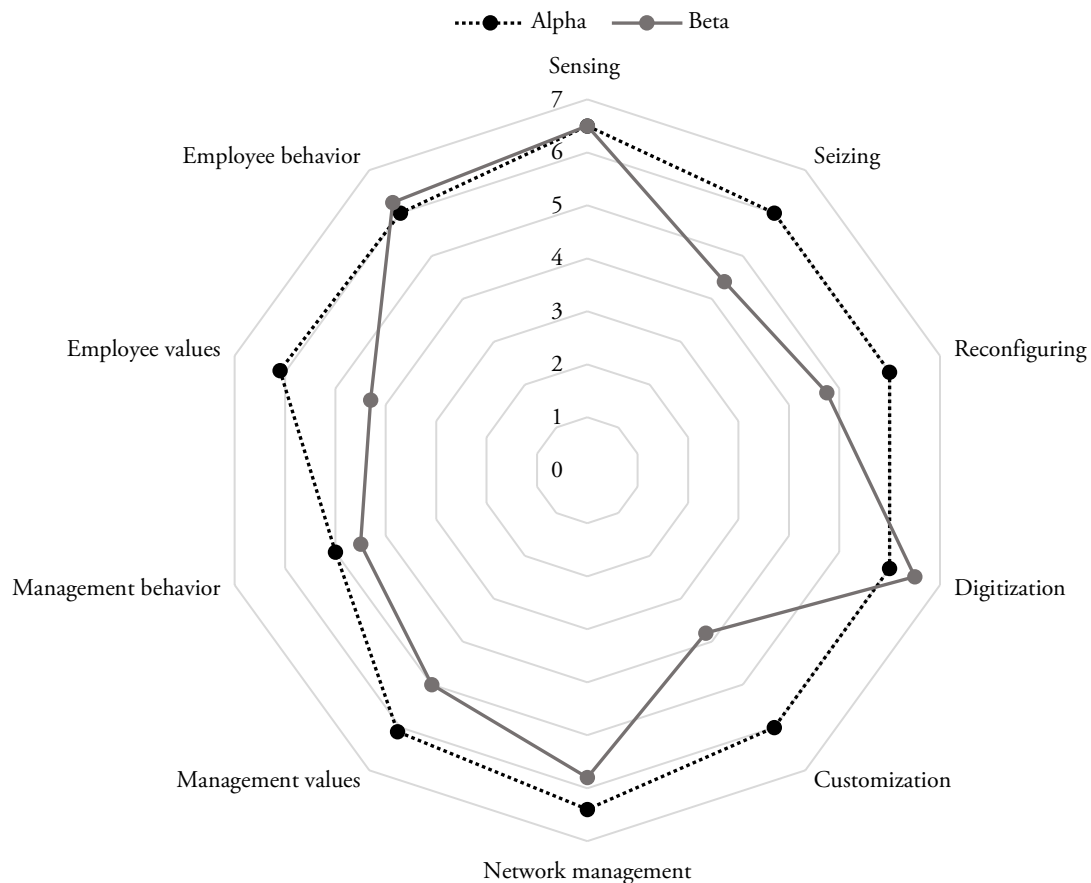 Alpha Beta
Sensing
7
Employee behavior
Seizing
6
5
4
3
Employee values
Reconfiguring
2
1
0
Management behavior
Digitization
Management values
Customization
Network management